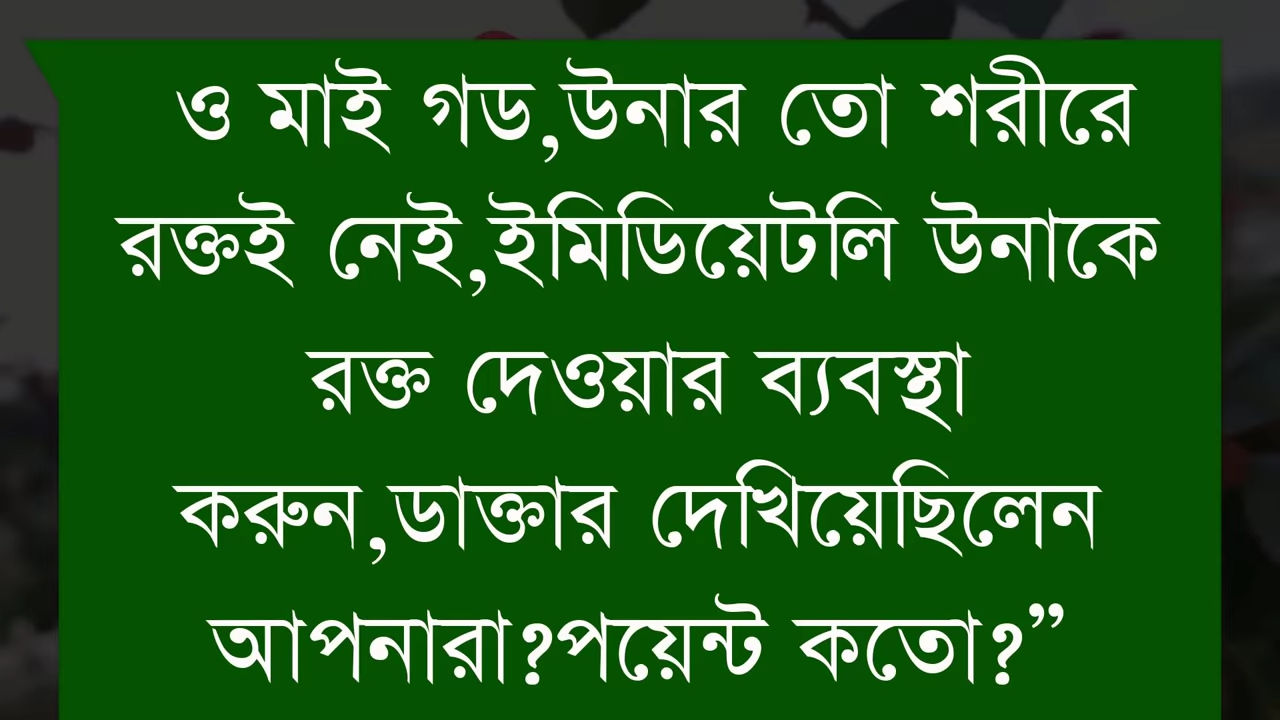 ও মাই গড,উনার তো শরীরে
রক্তই নেই,ইমিডিয়েটলি উনাকে
রক্ত দেওয়ার ব্যবস্থা
করুন,ডাক্তার দেখিয়েছিলেন
আপনারা?পয়েন্ট কতো?”